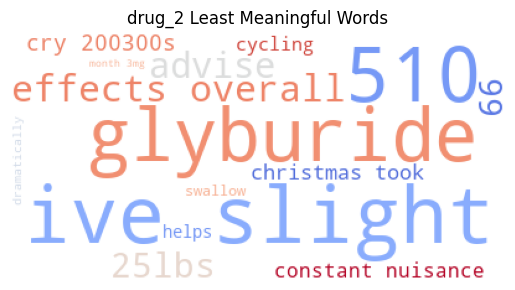 drug_2 Least Meaningful Words
cry 200300s
cycling
month 3mg
advise
510
effects overall
66
glyburide
dramatically
christmas took
ive slight
swallow
helps
25lbs
constant nuisance